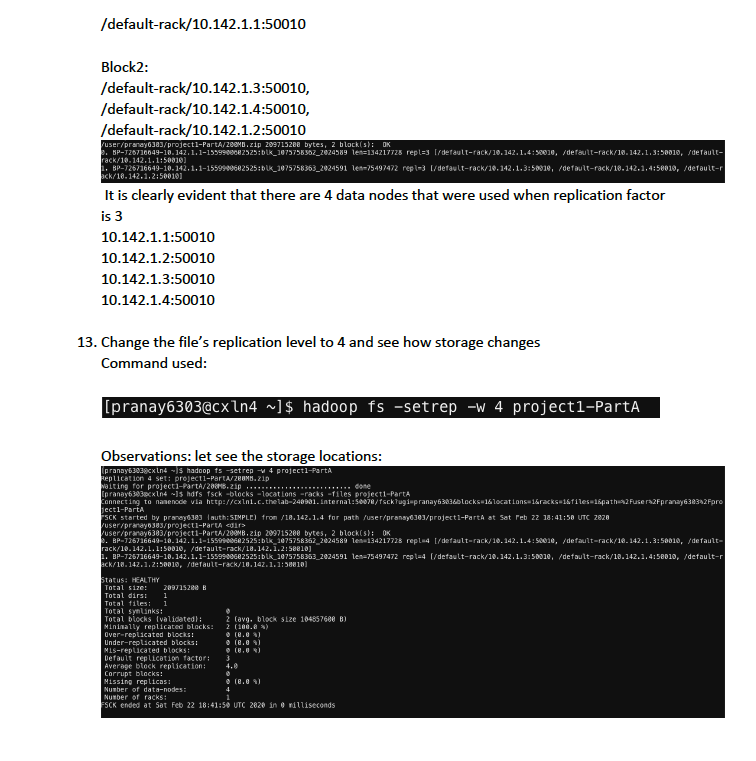 /default-rack/10.142.1.1:50010
Block2:
/default-rack/10.142.1.3:50010,
/default-rack/10.142.1.4:50010,
/default-rack/10.142.1.2:50010
/user/pranay6303/project1-PartA/200MB.zip 209715200 bytes, 2 block(s):  OK
0. BP-726716649-10.142.1.1-1559900602525:blk_1075758362_2024589 len=134217728 repl=3 [/default-rack/10.142.1.4:50010, /default-rack/10.142.1.3:50010, /default-
rack/10.142.1.1:50010]
1. BP-726716649-10.142.1.1-1559900602525:blk_1075758363_2024591 len=75497472 repl=3 [/default-rack/10.142.1.3:50010, /default-rack/10.142.1.4:50010, /default-r
ack/10.142.1.2:50010]
It is clearly evident that there are 4 data nodes that were used when replication factor
is 3
10.142.1.1:50010
10.142.1.2:50010
10.142.1.3:50010
10.142.1.4:50010
13. Change the file's replication level to 4 and see how storage changes
Command used:
[pranay6303@cxln4 ~]$ hadoop fs -setrep -w 4 project1-PartA
Observations: let see the storage locations:
[pranay6303@cxln4 ~]$ hadoop fs -setrep -w 4 project1-PartA
Replication 4 set: project1-PartA/200MB.zip
Waiting for project1-PartA/200MB.zip ........................... done
[pranay6303@cxln4 ~]$ hdfs fsck -blocks -locations -racks -files project1-PartA
Connecting to namenode via http://cxln1.c.thelab-240901.internal:50070/fsck?ugi=pranay6303&blocks=1&locations=1&racks=1&files=1&path=%2Fuser%2Fpranay6303%2Fpro
ject1-PartA
FSCK started by pranay6303 (auth:SIMPLE) from /10.142.1.4 for path /user/pranay6303/project1-PartA at Sat Feb 22 18:41:50 UTC 2020
/user/pranay6303/project1-PartA <dir>
/user/pranay6303/project1-PartA/200MB.zip 209715200 bytes, 2 block(s):  OK
0. BP-726716649-10.142.1.1-1559900602525:blk_1075758362_2024589 len=134217728 repl=4 [/default-rack/10.142.1.4:50010, /default-rack/10.142.1.3:50010, /default-
rack/10.142.1.1:50010, /default-rack/10.142.1.2:50010]
1. BP-726716649-10.142.1.1-1559900602525:blk_1075758363_2024591 len=75497472 repl=4 [/default-rack/10.142.1.3:50010, /default-rack/10.142.1.4:50010, /default-r
ack/10.142.1.2:50010, /default-rack/10.142.1.1:50010]
Status: HEALTHY
Total size: 209715200 B
Total dirs: 1
Total files: 1
Total symlinks: 0
Total blocks (validated): 2 (avg. block size 104857600 B)
Minimally replicated blocks: 2 (100.0 %)
Over-replicated blocks: 0 (0.0 %)
Under-replicated blocks: 0 (0.0 %)
Mis-replicated blocks: 0 (0.0 %)
Default replication factor: 3
Average block replication: 4.0
Corrupt blocks: 0
Missing replicas: 0 (0.0 %)
Number of data-nodes: 4
Number of racks: 1
FSCK ended at Sat Feb 22 18:41:50 UTC 2020 in 0 milliseconds